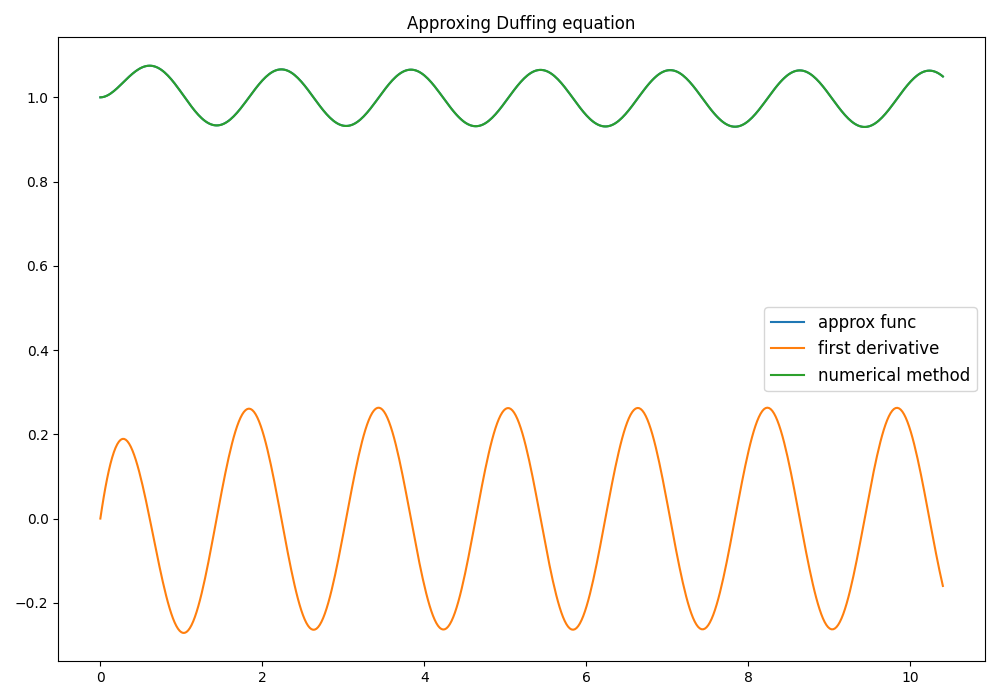 Approxing Duffing equation
1.0
0.8
0.6
0.4
0.2
0.0
−0.2
approx func
first derivative
numerical method
0 2 4 6 8 10